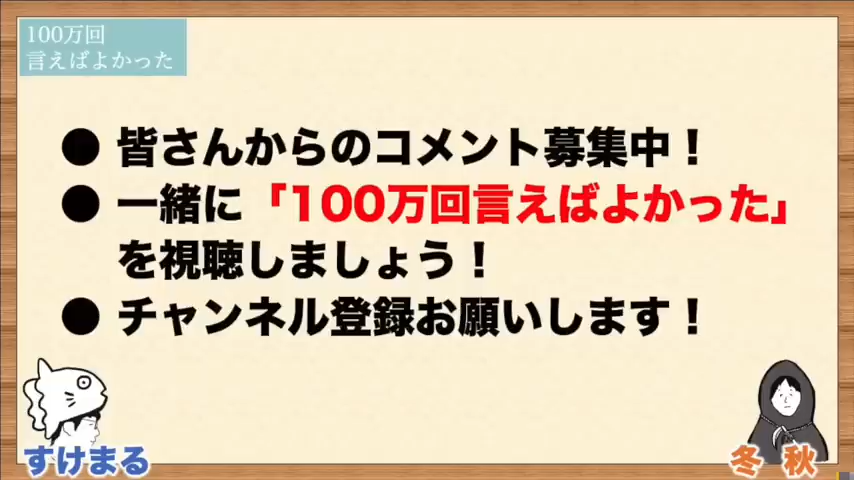 100万回
言えばよかった
● 皆さんからのコメント募集中！
● 一緒に「100万回言えばよかった」
を視聴しましょう！
● チャンネル登録お願いします！
すけまる
冬 秋